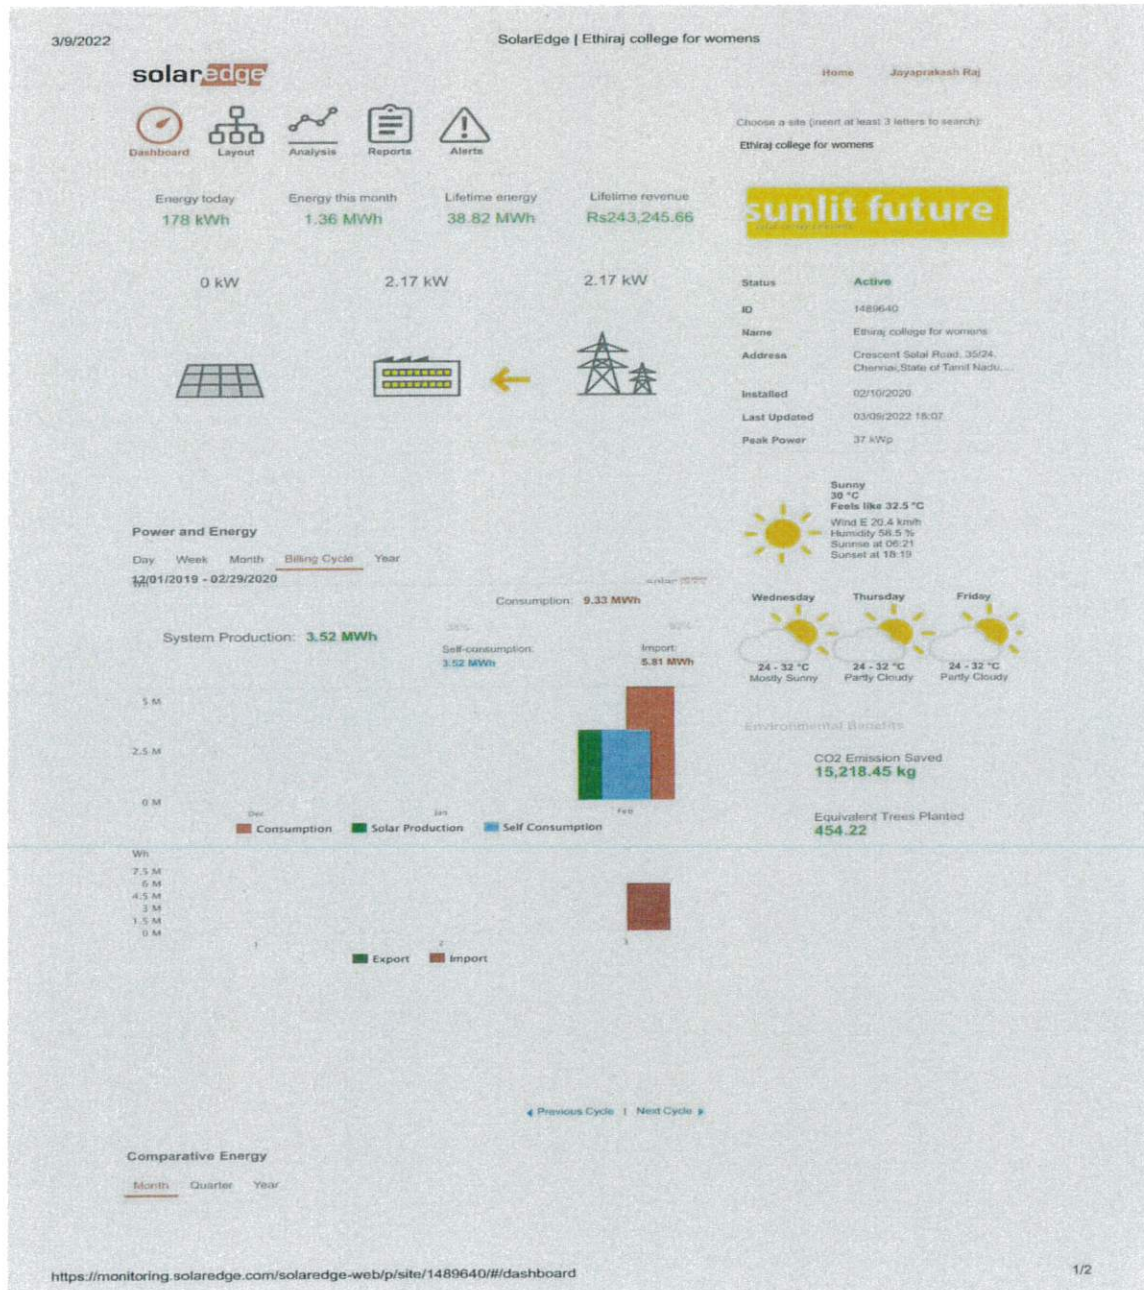 3/9/2022
SolarEdge | Ethiraj college for womens
solaredge
Home Jayaprakash Raj
Dashboard Layout Analysis Reports Alerts
Choose a site (insert at least 3 letters to search):
Ethiraj college for womens
Energy today Energy this month Lifetime energy Lifetime revenue
178 kWh 1.36 MWh 38.82 MWh Rs243,245.66
sunlit future
0 kW 2.17 kW 2.17 kW
Status Active
ID 1489640
Name Ethiraj college for womens
Address Crescent Salai Road, 35/24,
Chennai,State of Tamil Nadu,...
Installed 02/10/2020
Last Updated 03/09/2022 18:07
Peak Power 37 kWp
Sunny
30 °C
Feels like 32.5 °C
Wind E 20.4 km/h
Humidity 58.5 %
Sunrise at 06:21
Sunset at 18:19
Power and Energy
Day Week Month Billing Cycle Year
12/01/2019 - 02/29/2020
Wh
solaredge
Consumption: 9.33 MWh
System Production: 3.52 MWh
38% 62%
Self-consumption: Import:
3.52 MWh 5.81 MWh
Wednesday Thursday Friday
24 - 32 °C 24 - 32 °C 24 - 32 °C
Mostly Sunny Partly Cloudy Partly Cloudy
5 M
2.5 M
0 M
Dec Jan Feb
Consumption Solar Production Self Consumption
Environmental Benefits
CO2 Emission Saved
15,218.45 kg
Equivalent Trees Planted
454.22
Wh
7.5 M
6 M
4.5 M
3 M
1.5 M
0 M
1 2 3
Export Import
Previous Cycle | Next Cycle
Comparative Energy
Month Quarter Year
https://monitoring.solaredge.com/solaredge-web/p/site/1489640/#/dashboard
1/2